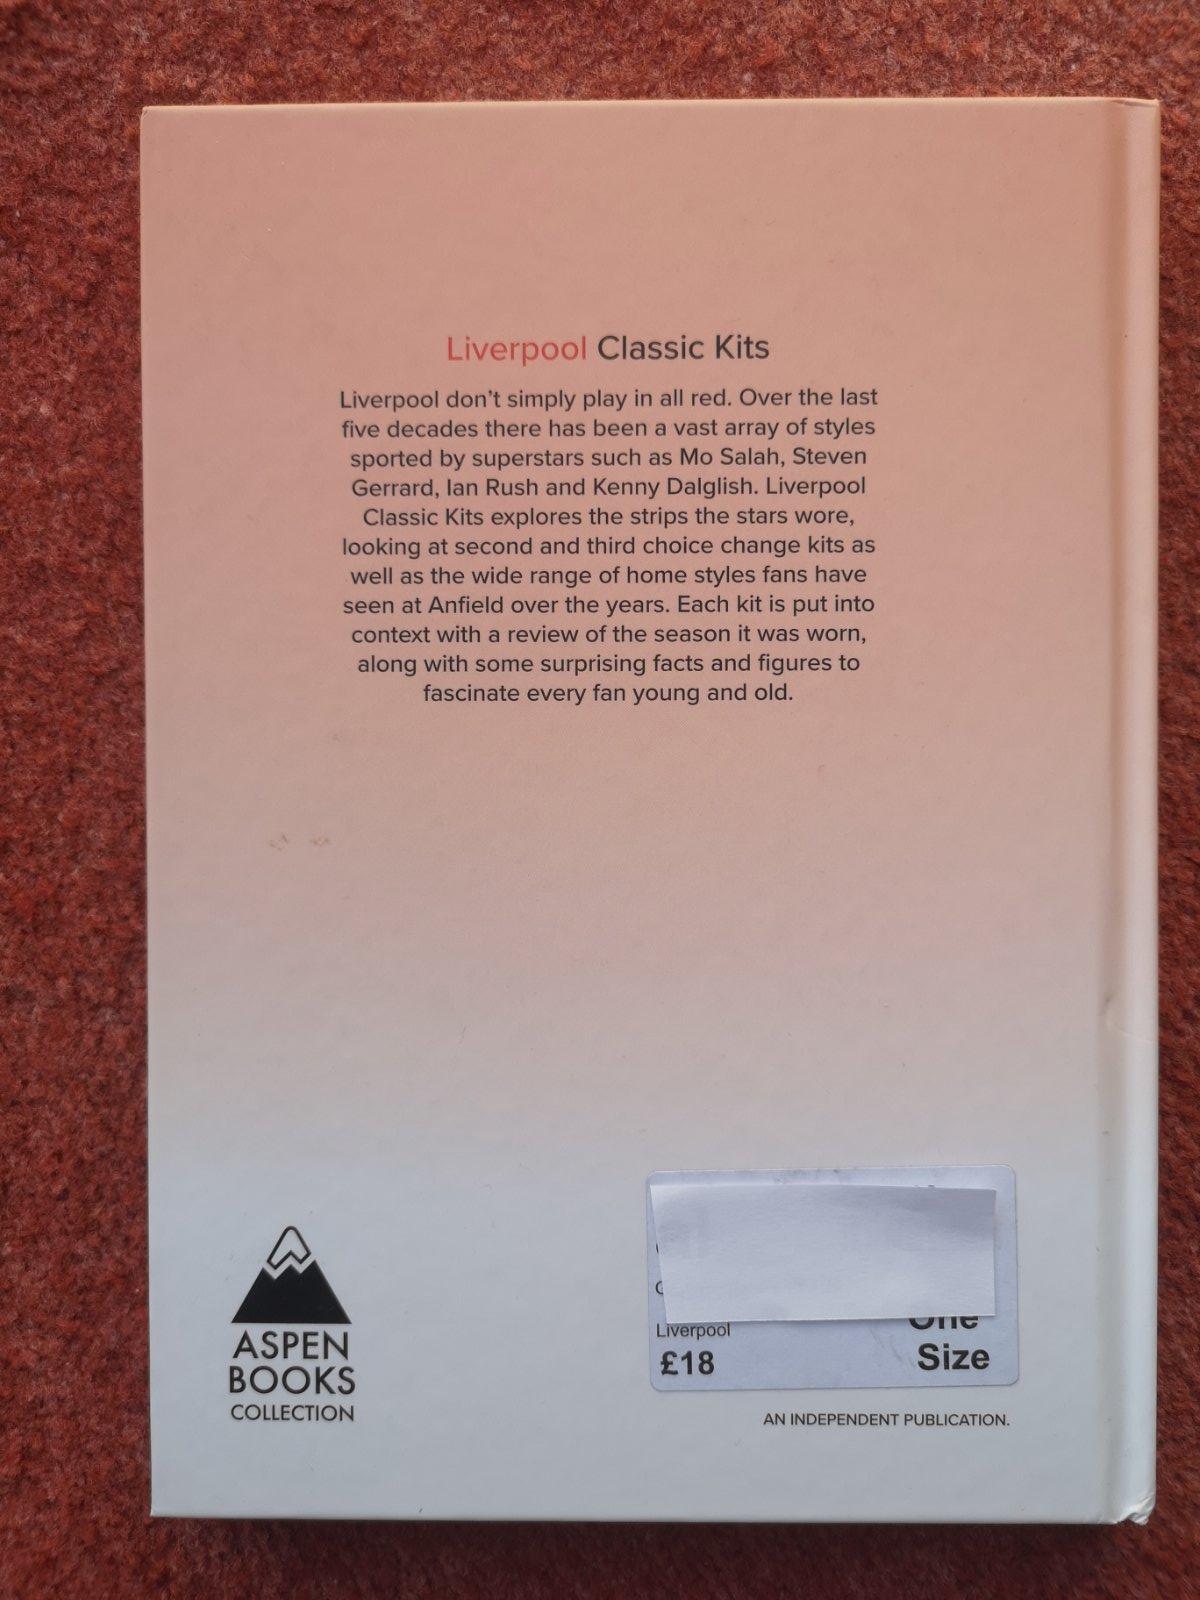 Liverpool Classic Kits
Liverpool don't simply play in all red. Over the last
five decades there has been a vast array of styles
sported by superstars such as Mo Salah, Steven
Gerrard, Ian Rush and Kenny Dalglish. Liverpool
Classic Kits explores the strips the stars wore,
looking at second and third choice change kits as
well as the wide range of home styles fans have
seen at Anfield over the years. Each kit is put into
context with a review of the season it was worn,
along with some surprising facts and figures to
fascinate every fan young and old.
ASPEN
BOOKS
COLLECTION
One
Liverpool
Size
£18
AN INDEPENDENT PUBLICATION.